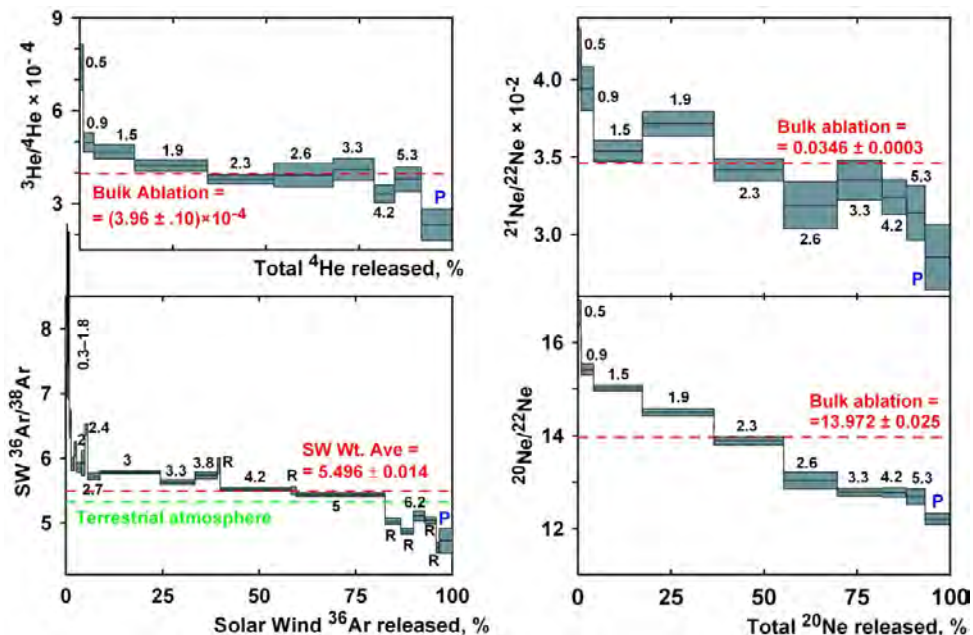 9
6
3
³He/⁴He × 10⁻⁴
0.5
0.9
1.5
1.9
2.3
2.6
3.3
4.2
5.3
P
Bulk Ablation =
= (3.96 ± .10)×10⁻⁴
Total ⁴He released, %
4.0
3.5
3.0
²¹Ne/²²Ne × 10⁻²
0.5
0.9
1.5
1.9
2.3
2.6
3.3
4.2
5.3
P
Bulk ablation =
= 0.0346 ± 0.0003
8
7
6
5
SW ³⁶Ar/³⁸Ar
0.3–1.8
2
2.4
2.7
3
3.3
3.8
R
4.2
R
5
R
R
6.2
R
P
SW Wt. Ave =
= 5.496 ± 0.014
Terrestrial atmosphere
0 25 50 75 100
Solar Wind ³⁶Ar released, %
16
14
12
²⁰Ne/²²Ne
0.5
0.9
1.5
1.9
2.3
2.6
3.3
4.2
5.3
P
Bulk ablation =
=13.972 ± 0.025
0 25 50 75 100
Total ²⁰Ne released, %